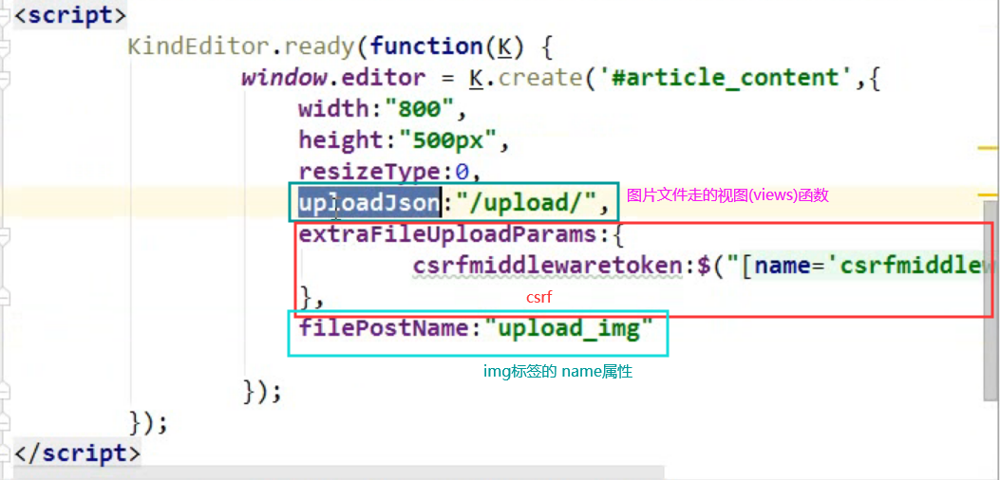 <script>
KindEditor.ready(function(K) {
window.editor = K.create('#article_content',{
width:"800",
height:"500px",
resizeType:0,
uploadJson:"/upload/", 图片文件走的视图(views)函数
extraFileUploadParams:{
csrfmiddlewaretoken:$("[name='csrfmiddlew
}, csrf
filePostName:"upload_img"
img标签的 name属性
});
});
</script>